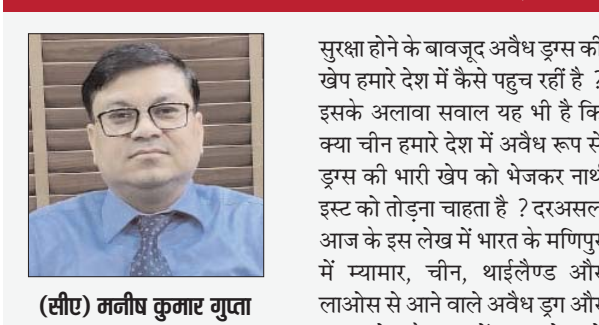 (सीए) मनीष कुमार गुप्ता
सुरक्षा होने के बावजूद अवैध ड्रग्स की
खेप हमारे देश में कैसे पहुच रहीं है ?
इसके अलावा सवाल यह भी है कि
क्या चीन हमारे देश में अवैध रूप से
ड्रग्स की भारी खेप को भेजकर नार्थ
इस्ट को तोड़ना चाहता है ? दरअसल
आज के इस लेख में भारत के मणिपुर
में म्यामार, चीन, थाईलैण्ड और
लाओस से आने वाले अवैध ड्रग और